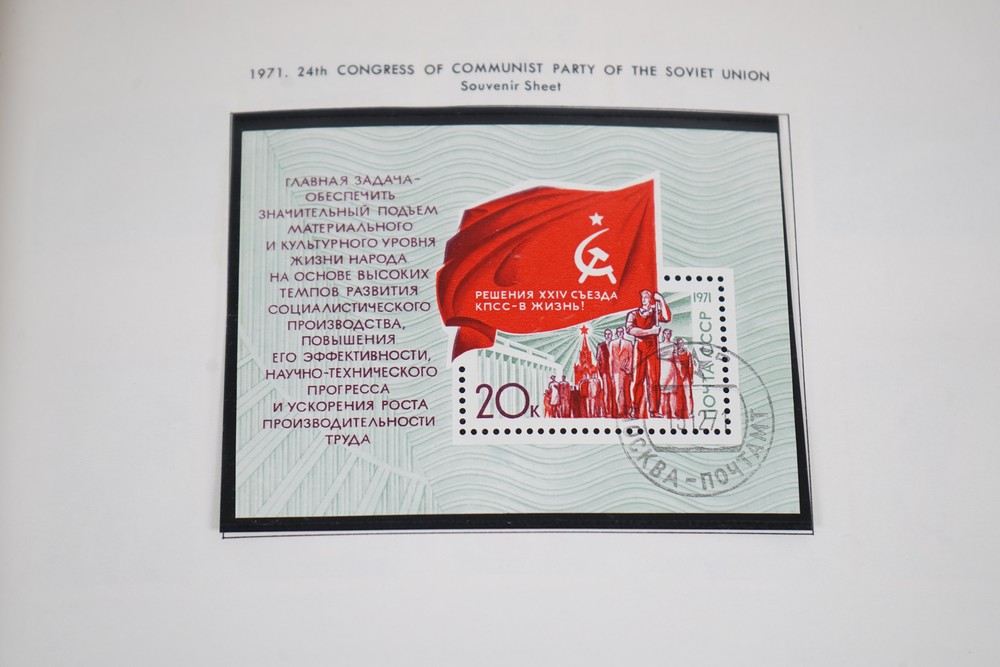 1971. 24th CONGRESS OF COMMUNIST PARTY OF THE SOVIET UNION
Souvenir Sheet
ГЛАВНАЯ ЗАДАЧА-
ОБЕСПЕЧИТЬ
ЗНАЧИТЕЛЬНЫЙ ПОДЪЕМ
МАТЕРИАЛЬНОГО
И КУЛЬТУРНОГО УРОВНЯ
ЖИЗНИ НАРОДА
НА ОСНОВЕ ВЫСОКИХ
ТЕМПОВ РАЗВИТИЯ
СОЦИАЛИСТИЧЕСКОГО
ПРОИЗВОДСТВА,
ПОВЫШЕНИЯ
ЕГО ЭФФЕКТИВНОСТИ,
НАУЧНО-ТЕХНИЧЕСКОГО
ПРОГРЕССА
И УСКОРЕНИЯ РОСТА
ПРОИЗВОДИТЕЛЬНОСТИ
ТРУДА
РЕШЕНИЯ XXIV СЪЕЗДА
КПСС-В ЖИЗНЬ!
1971
ПОЧТА СССР
20К
МОСКВА-ПОЧТАМТ